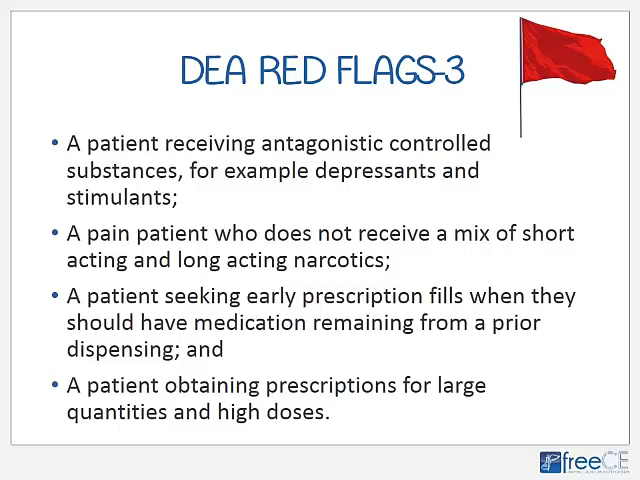 DEA RED FLAGS-3
• A patient receiving antagonistic controlled
substances, for example depressants and
stimulants;
• A pain patient who does not receive a mix of short
acting and long acting narcotics;
• A patient seeking early prescription fills when they
should have medication remaining from a prior
dispensing; and
• A patient obtaining prescriptions for large
quantities and high doses.
freeCE